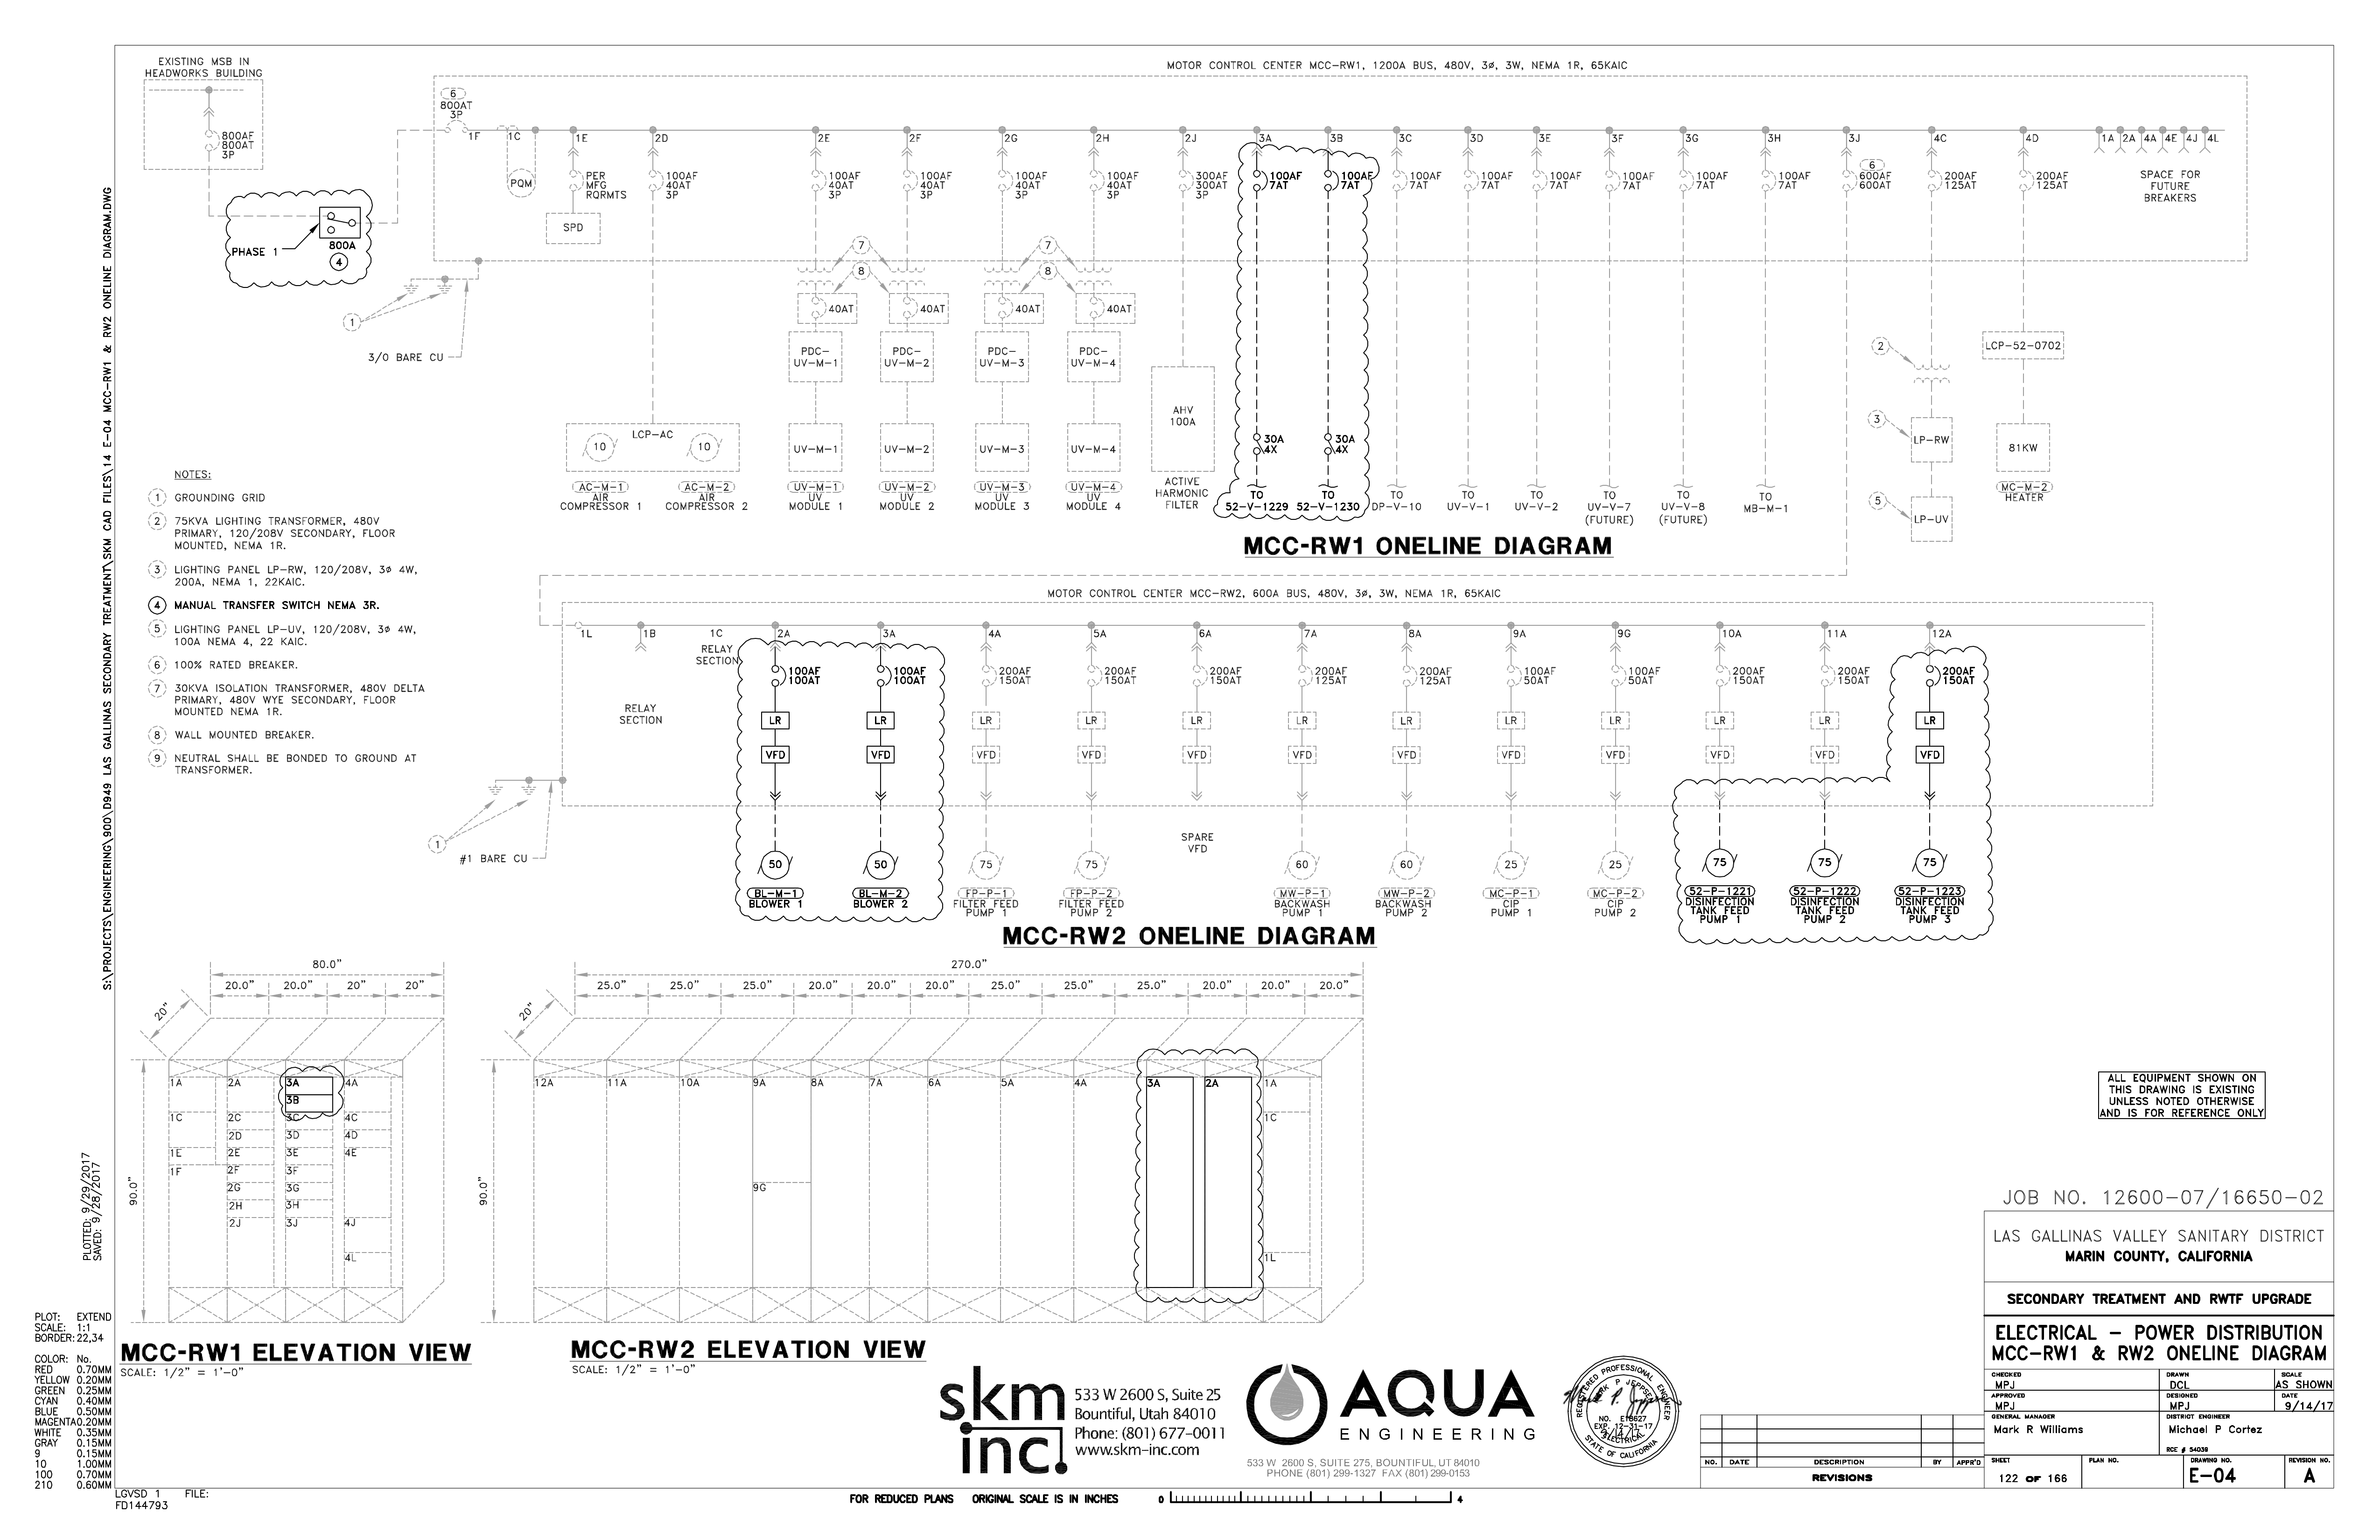 EXISTING MSB IN
HEADWORKS BUILDING
800AF
800AT
3P
PHASE 1
800A
4
MOTOR CONTROL CENTER MCC-RW1, 1200A BUS, 480V, 3ø, 3W, NEMA 1R, 65KAIC
6
800AT
3P
1F
1C
PQM
1E
PER
MFG
RQRMTS
SPD
2D
100AF
40AT
3P
2E
100AF
40AT
3P
2F
100AF
40AT
3P
2G
100AF
40AT
3P
2H
100AF
40AT
3P
2J
300AF
300AT
3P
3A
100AF
7AT
3B
100AF
7AT
3C
100AF
7AT
3D
100AF
7AT
3E
100AF
7AT
3F
100AF
7AT
3G
100AF
7AT
3H
100AF
7AT
3J
6
600AF
600AT
4C
200AF
125AT
4D
200AF
125AT
1A 2A 4A 4E 4J 4L
SPACE FOR
FUTURE
BREAKERS
7
8
7
8
40AT
40AT
40AT
40AT
PDC-
UV-M-1
PDC-
UV-M-2
PDC-
UV-M-3
PDC-
UV-M-4
UV-M-1
UV-M-2
UV-M-3
UV-M-4
1
3/0 BARE CU
LCP-AC
10
10
AC-M-1
AIR
COMPRESSOR 1
AC-M-2
AIR
COMPRESSOR 2
UV-M-1
UV
MODULE 1
UV-M-2
UV
MODULE 2
UV-M-3
UV
MODULE 3
UV-M-4
UV
MODULE 4
AHV
100A
ACTIVE
HARMONIC
FILTER
30A
4X
TO
52-V-1229
30A
4X
TO
52-V-1230
TO
DP-V-10
TO
UV-V-1
TO
UV-V-2
TO
UV-V-7
(FUTURE)
TO
UV-V-8
(FUTURE)
TO
MB-M-1
2
3
LP-RW
5
LP-UV
LCP-52-0702
81KW
MC-M-2
HEATER
MCC-RW1 ONELINE DIAGRAM
NOTES:
1 GROUNDING GRID
2 75KVA LIGHTING TRANSFORMER, 480V
PRIMARY, 120/208V SECONDARY, FLOOR
MOUNTED, NEMA 1R.
3 LIGHTING PANEL LP-RW, 120/208V, 3ø 4W,
200A, NEMA 1, 22KAIC.
4 MANUAL TRANSFER SWITCH NEMA 3R.
5 LIGHTING PANEL LP-UV, 120/208V, 3ø 4W,
100A NEMA 4, 22 KAIC.
6 100% RATED BREAKER.
7 30KVA ISOLATION TRANSFORMER, 480V DELTA
PRIMARY, 480V WYE SECONDARY, FLOOR
MOUNTED NEMA 1R.
8 WALL MOUNTED BREAKER.
9 NEUTRAL SHALL BE BONDED TO GROUND AT
TRANSFORMER.
MOTOR CONTROL CENTER MCC-RW2, 600A BUS, 480V, 3ø, 3W, NEMA 1R, 65KAIC
1L
1B
RELAY
SECTION
1C
RELAY
SECTION
2A
100AF
100AT
LR
VFD
50
BL-M-1
BLOWER 1
3A
100AF
100AT
LR
VFD
50
BL-M-2
BLOWER 2
4A
200AF
150AT
LR
VFD
75
FP-P-1
FILTER FEED
PUMP 1
5A
200AF
150AT
LR
VFD
75
FP-P-2
FILTER FEED
PUMP 2
6A
200AF
150AT
LR
VFD
SPARE
VFD
7A
200AF
125AT
LR
VFD
60
MW-P-1
BACKWASH
PUMP 1
8A
200AF
125AT
LR
VFD
60
MW-P-2
BACKWASH
PUMP 2
9A
100AF
50AT
LR
VFD
25
MC-P-1
CIP
PUMP 1
9G
100AF
50AT
LR
VFD
25
MC-P-2
CIP
PUMP 2
10A
200AF
150AT
LR
VFD
75
52-P-1221
DISINFECTION
TANK FEED
PUMP 1
11A
200AF
150AT
LR
VFD
75
52-P-1222
DISINFECTION
TANK FEED
PUMP 2
12A
200AF
150AT
LR
VFD
75
52-P-1223
DISINFECTION
TANK FEED
PUMP 3
1
#1 BARE CU
MCC-RW2 ONELINE DIAGRAM
80.0"
20.0" 20.0" 20" 20"
20"
90.0"
1A
1C
1E
1F
2A
2C
2D
2E
2F
2G
2H
2J
3A
3B
3C
3D
3E
3F
3G
3H
3J
4A
4C
4D
4E
4J
4L
MCC-RW1 ELEVATION VIEW
SCALE: 1/2" = 1'-0"
270.0"
25.0" 25.0" 25.0" 20.0" 20.0" 20.0" 25.0" 25.0" 25.0" 20.0" 20.0" 20.0"
20"
90.0"
12A 11A 10A 9A 8A 7A 6A 5A 4A 3A 2A 1A
1C
9G
1L
MCC-RW2 ELEVATION VIEW
SCALE: 1/2" = 1'-0"
ALL EQUIPMENT SHOWN ON
THIS DRAWING IS EXISTING
UNLESS NOTED OTHERWISE
AND IS FOR REFERENCE ONLY
JOB NO. 12600-07/16650-02
LAS GALLINAS VALLEY SANITARY DISTRICT
MARIN COUNTY, CALIFORNIA
SECONDARY TREATMENT AND RWTF UPGRADE
ELECTRICAL - POWER DISTRIBUTION
MCC-RW1 & RW2 ONELINE DIAGRAM
CHECKED
MPJ
DRAWN
DCL
SCALE
AS SHOWN
APPROVED
MPJ
DESIGNED
MPJ
DATE
9/14/17
GENERAL MANAGER
Mark R Williams
DISTRICT ENGINEER
Michael P Cortez
RCE # 54039
SHEET
122 OF 166
PLAN NO.
DRAWING NO.
E-04
REVISION NO.
A
NO. DATE DESCRIPTION BY APPR'D
REVISIONS
skm
inc.
533 W 2600 S, Suite 25
Bountiful, Utah 84010
Phone: (801) 677-0011
www.skm-inc.com
AQUA
ENGINEERING
533 W 2600 S, SUITE 275, BOUNTIFUL, UT 84010
PHONE (801) 299-1327 FAX (801) 299-0153
REGISTERED PROFESSIONAL ENGINEER
MARK P JEPPSEN
NO. E18627
EXP. 12-31-17
9/14/17
ELECTRICAL
STATE OF CALIFORNIA
FOR REDUCED PLANS ORIGINAL SCALE IS IN INCHES
0 4
S:\PROJECTS\ENGINEERING\900\D949 LAS GALLINAS SECONDARY TREATMENT\SKM CAD FILES\14 E-04 MCC-RW1 & RW2 ONELINE DIAGRAM.DWG
PLOTTED: 9/29/2017
SAVED: 9/28/2017
PLOT: EXTEND
SCALE: 1:1
BORDER: 22,34
COLOR: No.
RED 0.70MM
YELLOW 0.20MM
GREEN 0.25MM
CYAN 0.40MM
BLUE 0.50MM
MAGENTA 0.20MM
WHITE 0.35MM
GRAY 0.15MM
9 0.15MM
10 1.00MM
100 0.70MM
210 0.60MM
LGVSD 1 FILE:
FD144793